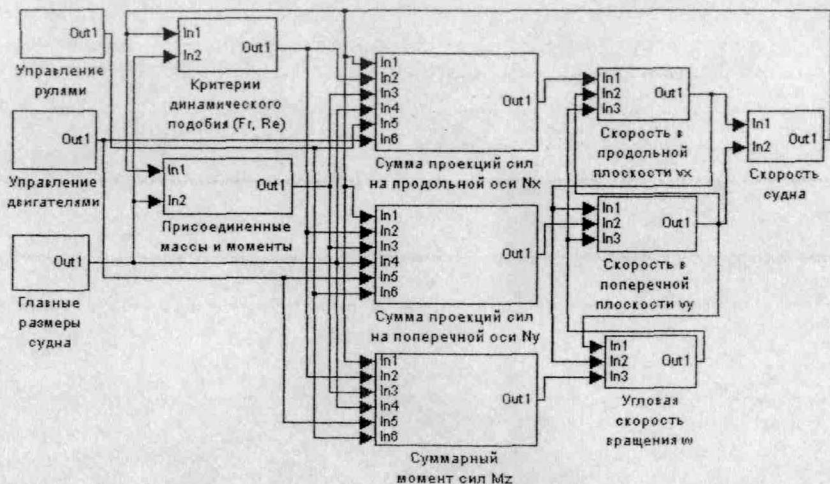 Out1
Управление
рулями
Out1
Управление
двигателями
Out1
Главные
размеры
судна
In1
In2
Out1
Критерии
динамического
подобия (Fr, Re)
In1
In2
Out1
Присоединенные
массы и моменты
In1
In2
In3
In4
In5
In6
Out1
Сумма проекций сил
на продольной оси Nx
In1
In2
In3
In4
In5
In6
Out1
Сумма проекций сил
на поперечной оси Ny
In1
In2
In3
In4
In5
In6
Out1
Суммарный
момент сил Mz
In1
In2
In3
Out1
Скорость в
продольной
плоскости vx
In1
In2
In3
Out1
Скорость в
поперечной
плоскости vy
In1
In2
In3
Out1
Угловая
скорость
вращения w
In1
In2
Out1
Скорость
судна